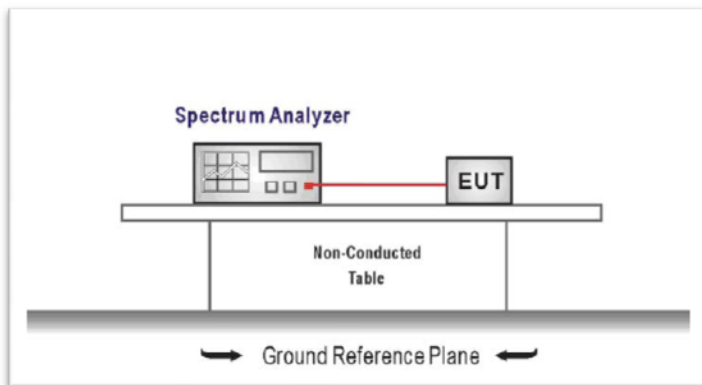 Spectrum Analyzer
EUT
Non-Conducted
Table
Ground Reference Plane